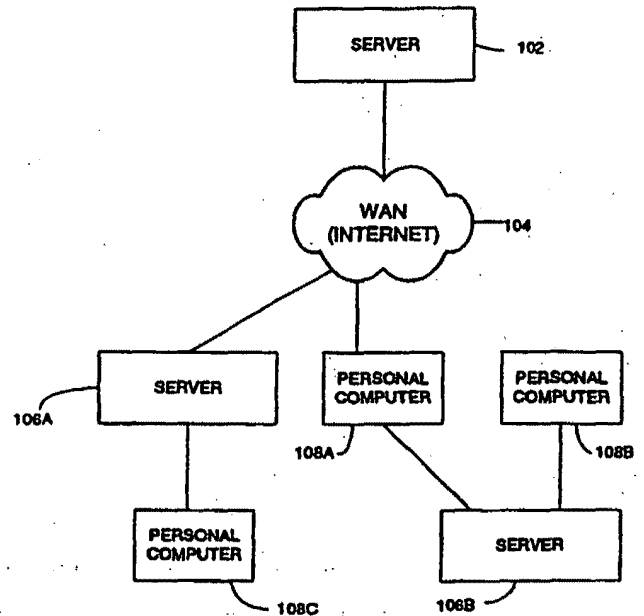 SERVER
102
WAN
(INTERNET)
104
SERVER
106A
PERSONAL
COMPUTER
108A
PERSONAL
COMPUTER
108B
PERSONAL
COMPUTER
108C
SERVER
106B